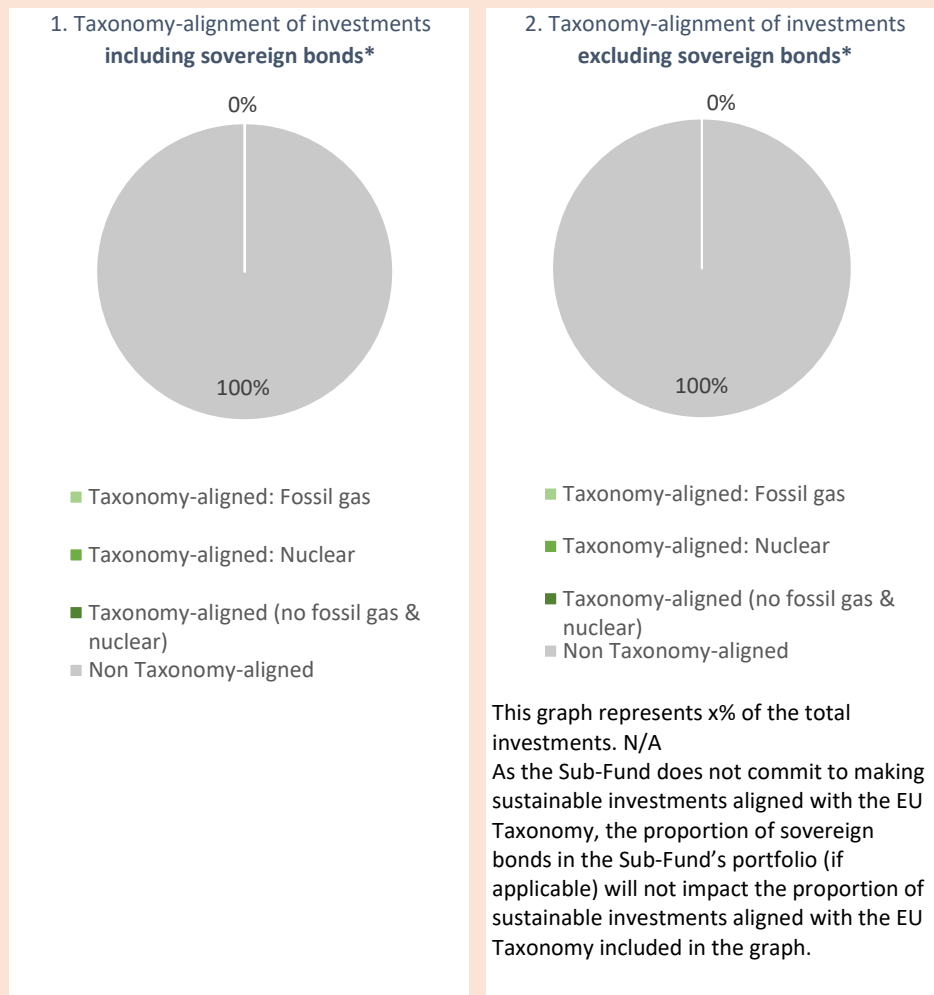 1. Taxonomy-alignment of investments
including sovereign bonds*
0%
100%
Taxonomy-aligned: Fossil gas
Taxonomy-aligned: Nuclear
Taxonomy-aligned (no fossil gas &
nuclear)
Non Taxonomy-aligned
2. Taxonomy-alignment of investments
excluding sovereign bonds*
0%
100%
Taxonomy-aligned: Fossil gas
Taxonomy-aligned: Nuclear
Taxonomy-aligned (no fossil gas &
nuclear)
Non Taxonomy-aligned
This graph represents x% of the total
investments. N/A
As the Sub-Fund does not commit to making
sustainable investments aligned with the EU
Taxonomy, the proportion of sovereign
bonds in the Sub-Fund’s portfolio (if
applicable) will not impact the proportion of
sustainable investments aligned with the EU
Taxonomy included in the graph.